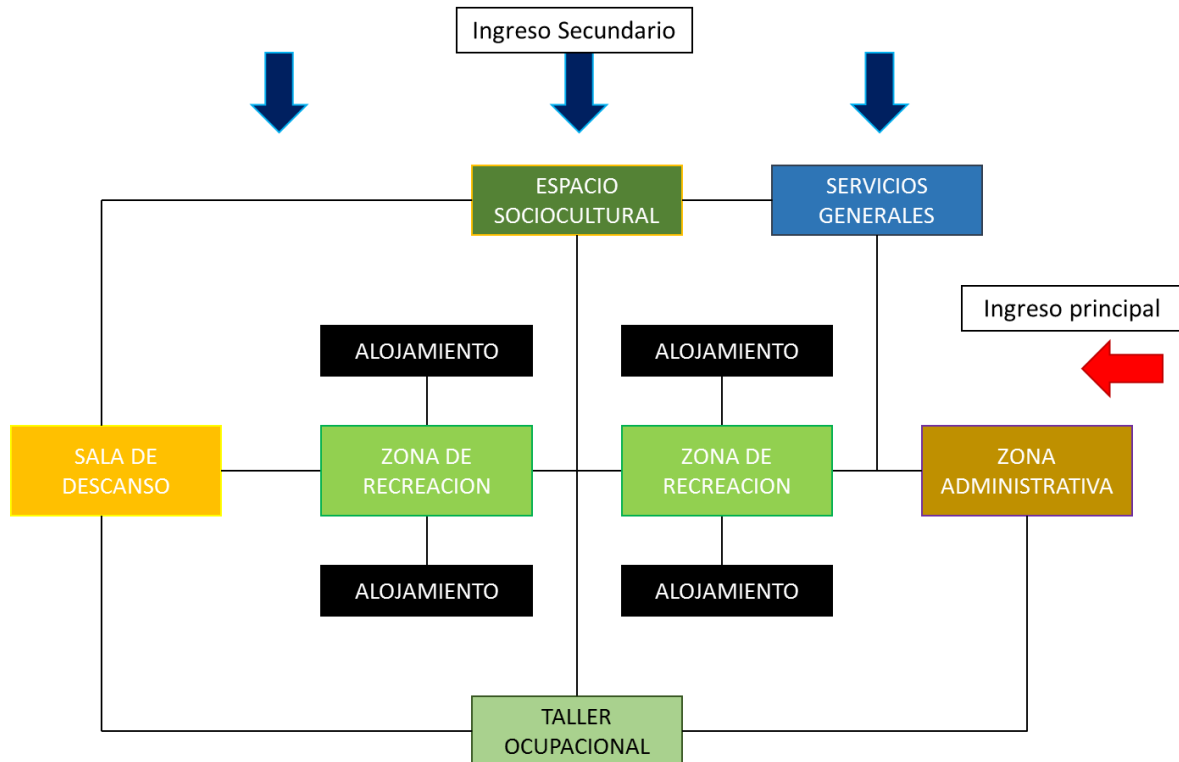 Ingreso Secundario
ESPACIO
SOCIOCULTURAL
SERVICIOS
GENERALES
Ingreso principal
ALOJAMIENTO
ALOJAMIENTO
SALA DE
DESCANSO
ZONA DE
RECREACION
ZONA DE
RECREACION
ZONA
ADMINISTRATIVA
ALOJAMIENTO
ALOJAMIENTO
TALLER
OCUPACIONAL